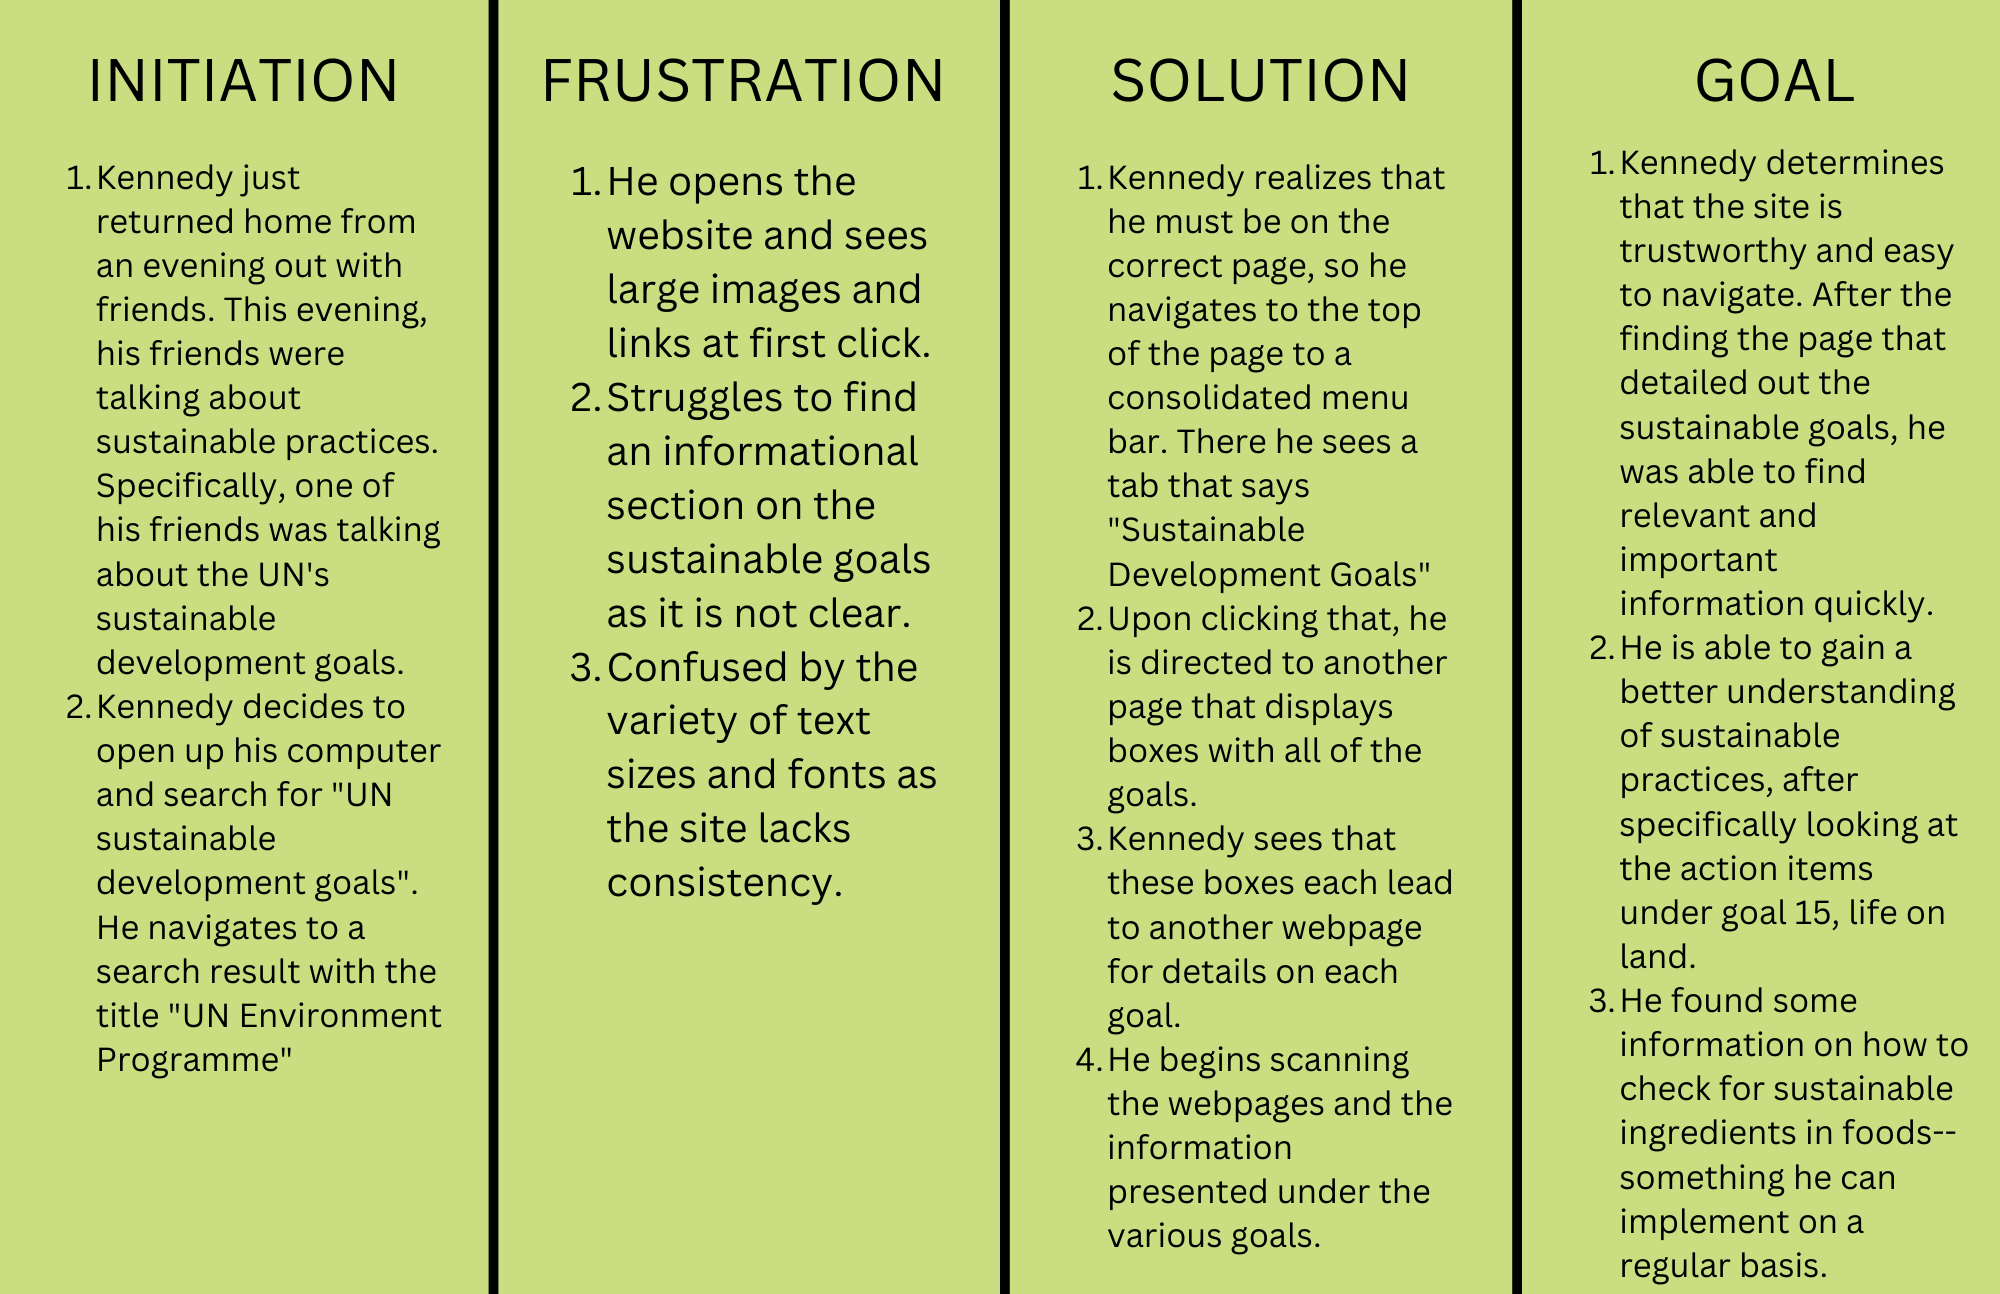 INITIATION
1. Kennedy just
returned home from
an evening out with
friends. This evening,
his friends were
talking about
sustainable practices.
Specifically, one of
his friends was talking
about the UN's
sustainable
development goals.
2. Kennedy decides to
open up his computer
and search for "UN
sustainable
development goals".
He navigates to a
search result with the
title "UN Environment
Programme"
FRUSTRATION
1. He opens the
website and sees
large images and
links at first click.
2. Struggles to find
an informational
section on the
sustainable goals
as it is not clear.
3. Confused by the
variety of text
sizes and fonts as
the site lacks
consistency.
SOLUTION
1. Kennedy realizes that
he must be on the
correct page, so he
navigates to the top
of the page to a
consolidated menu
bar. There he sees a
tab that says
"Sustainable
Development Goals"
2. Upon clicking that, he
is directed to another
page that displays
boxes with all of the
goals.
3. Kennedy sees that
these boxes each lead
to another webpage
for details on each
goal.
4. He begins scanning
the webpages and the
information
presented under the
various goals.
GOAL
1. Kennedy determines
that the site is
trustworthy and easy
to navigate. After the
finding the page that
detailed out the
sustainable goals, he
was able to find
relevant and
important
information quickly.
2. He is able to gain a
better understanding
of sustainable
practices, after
specifically looking at
the action items
under goal 15, life on
land.
3. He found some
information on how to
check for sustainable
ingredients in foods--
something he can
implement on a
regular basis.